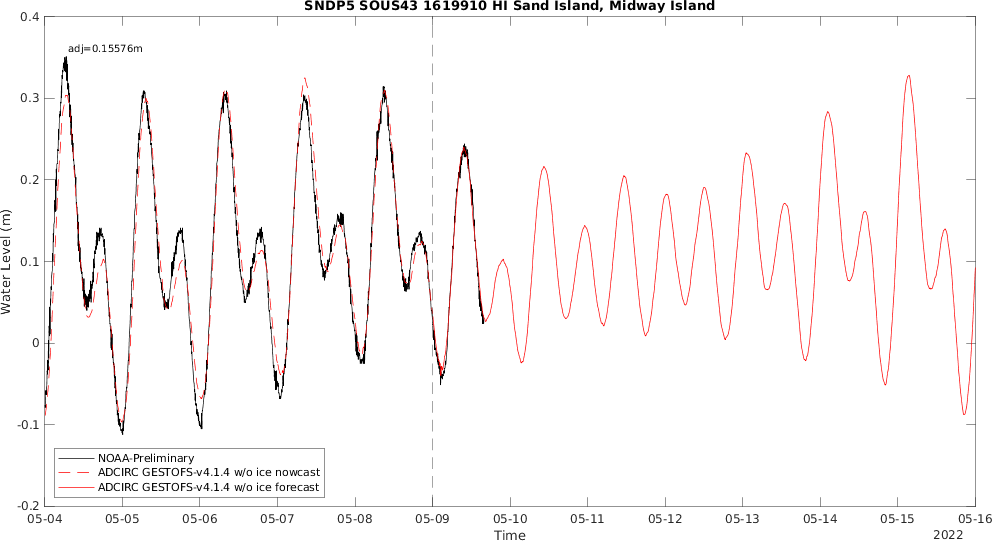 SNDP5 SOUS43 1619910 HI Sand Island, Midway Island
adj=0.15576m
Water Level (m)
0.4
0.3
0.2
0.1
0
-0.1
-0.2
NOAA-Preliminary
ADCIRC GESTOFS-v4.1.4 w/o ice nowcast
ADCIRC GESTOFS-v4.1.4 w/o ice forecast
05-04 05-05 05-06 05-07 05-08 05-09 05-10 05-11 05-12 05-13 05-14 05-15 05-16
Time
2022